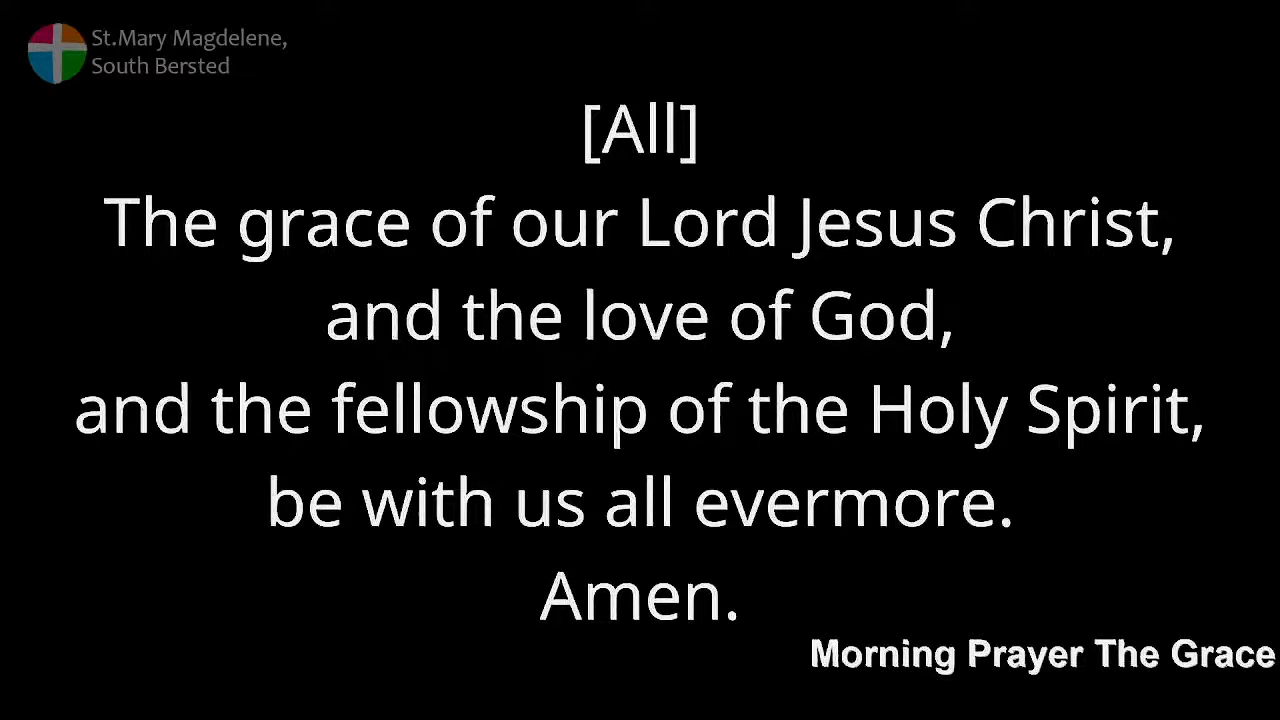 St.Mary Magdelene,
South Bersted
[All]
The grace of our Lord Jesus Christ,
and the love of God,
and the fellowship of the Holy Spirit,
be with us all evermore.
Amen.
Morning Prayer The Grace